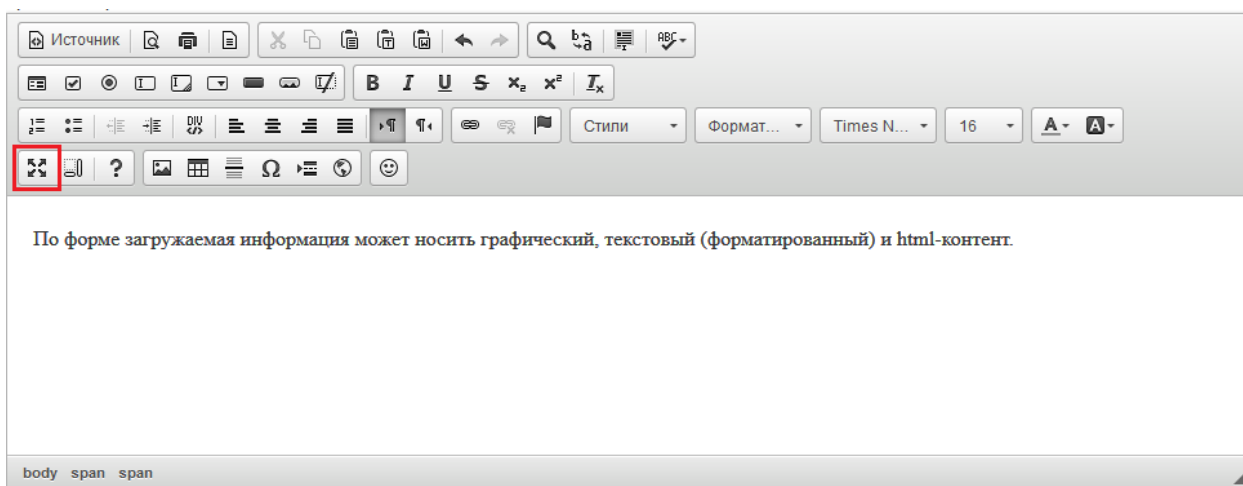 Источник
Стили Формат... Times N... 16
По форме загружаемая информация может носить графический, текстовый (форматированный) и html-контент.
body span span